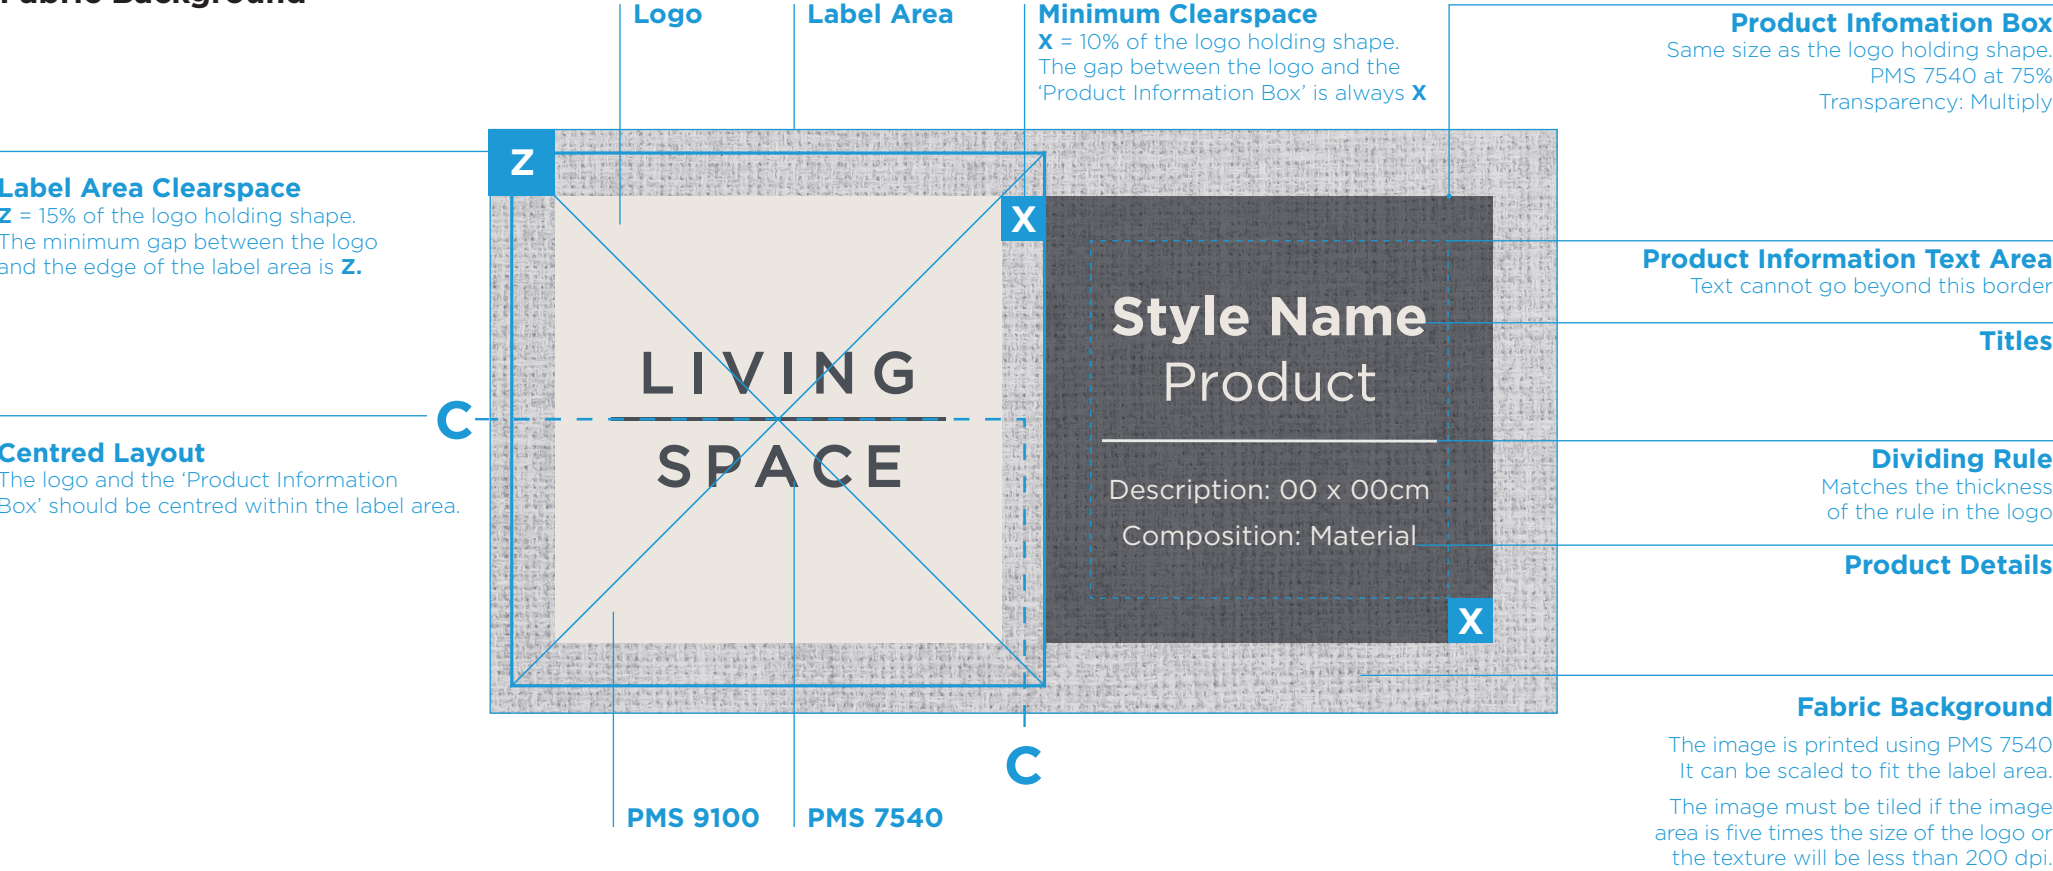 Fabric Background
Logo
Label Area
Minimum Clearspace
X = 10% of the logo holding shape.
The gap between the logo and the
‘Product Information Box’ is always X
Product Infomation Box
Same size as the logo holding shape.
PMS 7540 at 75%
Transparency: Multiply
Z
Label Area Clearspace
Z = 15% of the logo holding shape.
The minimum gap between the logo
and the edge of the label area is Z.
X
Product Information Text Area
Text cannot go beyond this border
Style Name
Product
Titles
LIVING
SPACE
C
Centred Layout
The logo and the ‘Product Information
Box’ should be centred within the label area.
Dividing Rule
Matches the thickness
of the rule in the logo
Description: 00 x 00cm
Composition: Material
Product Details
X
Fabric Background
The image is printed using PMS 7540
It can be scaled to fit the label area.
The image must be tiled if the image
area is five times the size of the logo or
the texture will be less than 200 dpi.
C
PMS 9100
PMS 7540